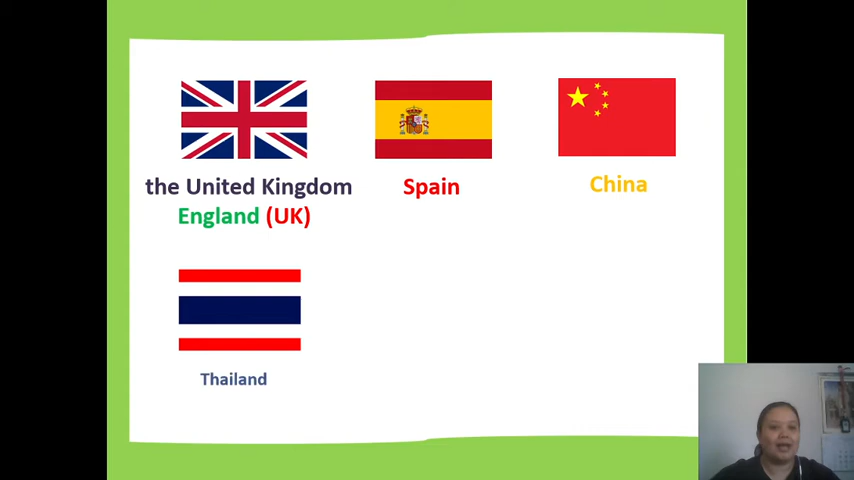 the United Kingdom
England (UK)
Spain
China
Thailand